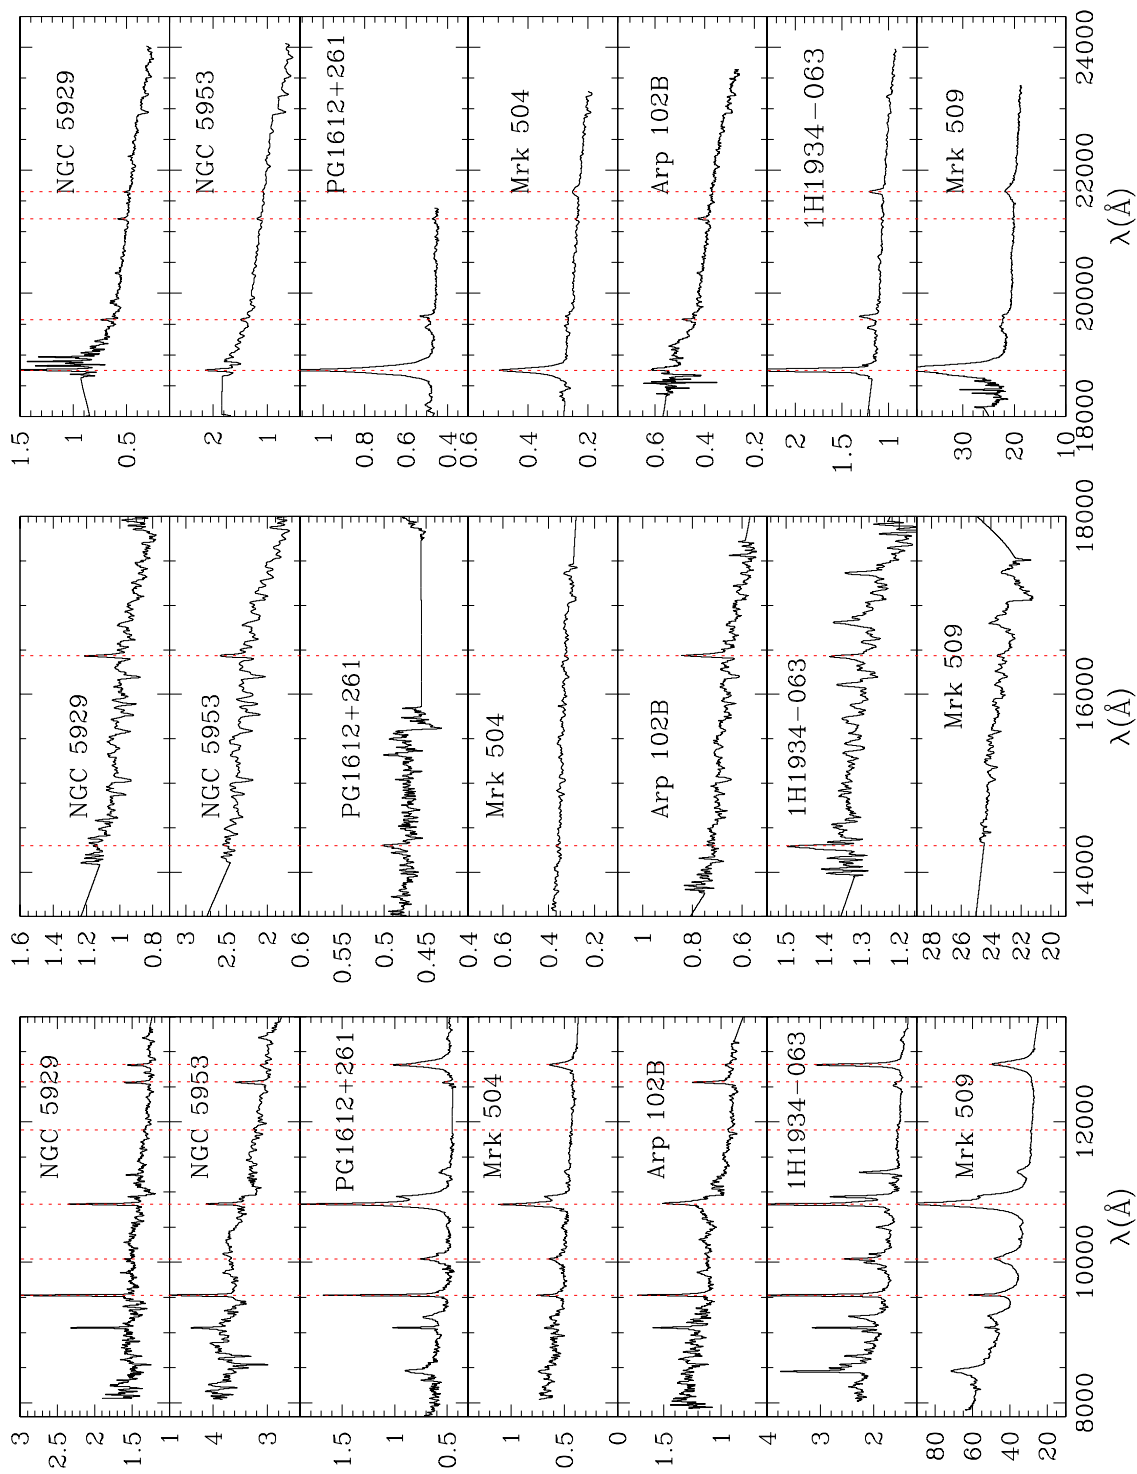 NGC 5929
3
2.5
2
1.5
1
NGC 5953
3
PG1612+261
1
0.5
Mrk 504
1
0.5
0
Arp 102B
1
1H1934−063
4
3
2
Mrk 509
80
60
40
20
8000 10000 12000
λ(Å)
NGC 5929
1.6
1.4
1.2
1
0.8
NGC 5953
3
2.5
2
PG1612+261
0.6
0.55
0.5
0.45
0.4
Mrk 504
0.6
0.4
0.2
Arp 102B
1
0.8
0.6
1H1934−063
1.5
1.4
1.3
1.2
Mrk 509
28
26
24
22
20
14000 16000 18000
λ(Å)
NGC 5929
1.5
1
0.5
NGC 5953
2
1
PG1612+261
1
0.8
0.6
0.4
Mrk 504
0.6
0.4
0.2
Arp 102B
0.6
0.4
0.2
1H1934−063
2
1.5
1
Mrk 509
30
20
10
18000 20000 22000 24000
λ(Å)